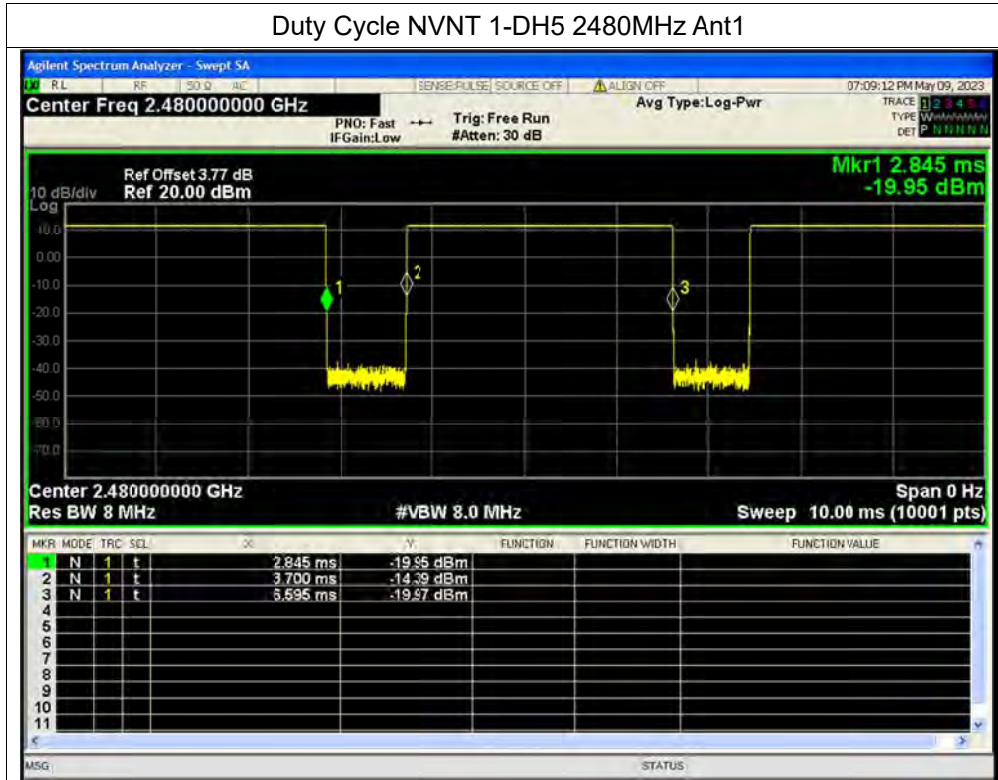 Duty Cycle NVNT 1-DH5 2480MHz Ant1
Agilent Spectrum Analyzer - Swept SA
RL RF 50 Ω AC SENSE:PULSE SOURCE OFF ALIGN OFF 07:09:12 PM May 09, 2023
Center Freq 2.480000000 GHz Avg Type:Log-Pwr TRACE 1 2 3 4 5 6
PNO: Fast Trig: Free Run TYPE W
IFGain:Low #Atten: 30 dB DET P N N N N N
Mkr1 2.845 ms
Ref Offset 3.77 dB
10 dB/div Ref 20.00 dBm -19.95 dBm
Log
10.0
0.00
-10.0
-20.0
-30.0
-40.0
-50.0
-60.0
-70.0
1
2
3
Center 2.480000000 GHz Span 0 Hz
Res BW 8 MHz #VBW 8.0 MHz Sweep 10.00 ms (10001 pts)
MKR MODE TRC SCL X Y FUNCTION FUNCTION WIDTH FUNCTION VALUE
1 N 1 t 2.845 ms -19.95 dBm
2 N 1 t 3.700 ms -14.39 dBm
3 N 1 t 6.595 ms -19.97 dBm
4
5
6
7
8
9
10
11
MSG STATUS